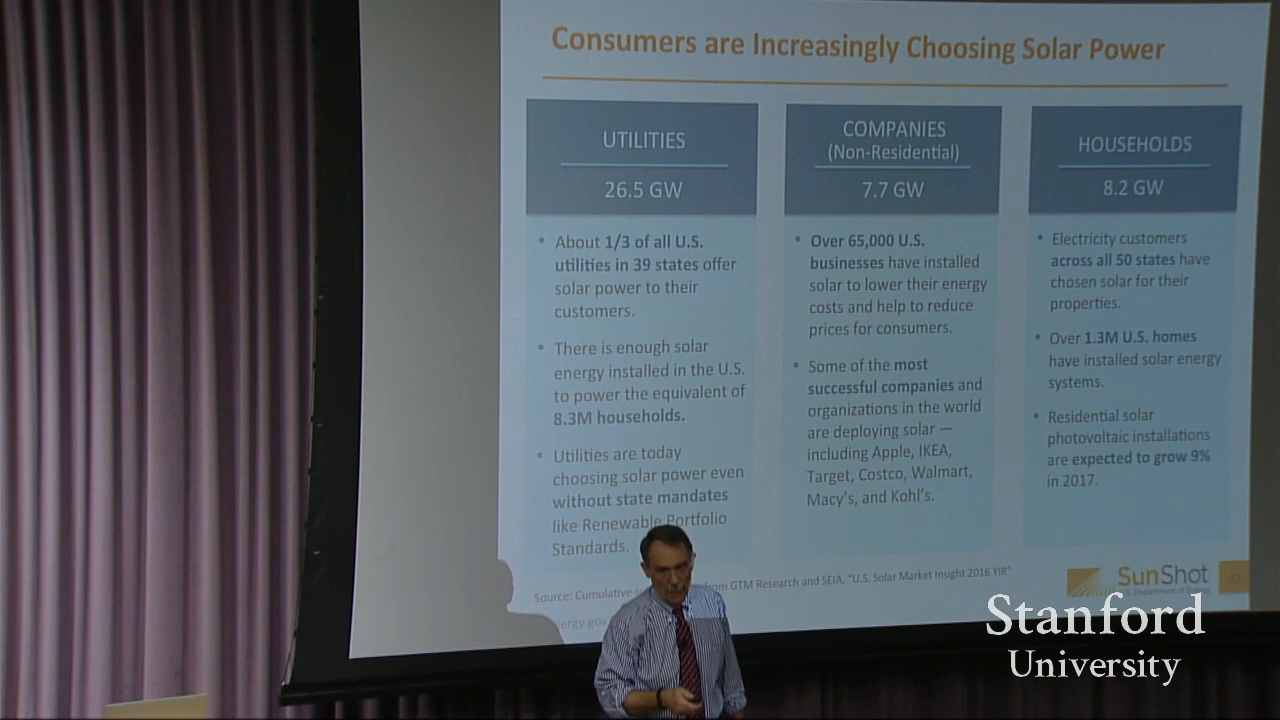 Consumers are Increasingly Choosing Solar Power
UTILITIES
26.5 GW
• About 1/3 of all U.S.
utilities in 39 states offer
solar power to their
customers.
• There is enough solar
energy installed in the U.S.
to power the equivalent of
8.3M households.
• Utilities are today
choosing solar power even
without state mandates
like Renewable Portfolio
Standards.
COMPANIES
(Non-Residential)
7.7 GW
• Over 65,000 U.S.
businesses have installed
solar to lower their energy
costs and help to reduce
prices for consumers.
• Some of the most
successful companies and
organizations in the world
are deploying solar —
including Apple, IKEA,
Target, Costco, Walmart,
Macy's, and Kohl's.
HOUSEHOLDS
8.2 GW
• Electricity customers
across all 50 states have
chosen solar for their
properties.
• Over 1.3M U.S. homes
have installed solar energy
systems.
• Residential solar
photovoltaic installations
are expected to grow 9%
in 2017.
Source: Cumulative from GTM Research and SEIA, "U.S. Solar Market Insight 2016 YIR"
SunShot
Stanford
University